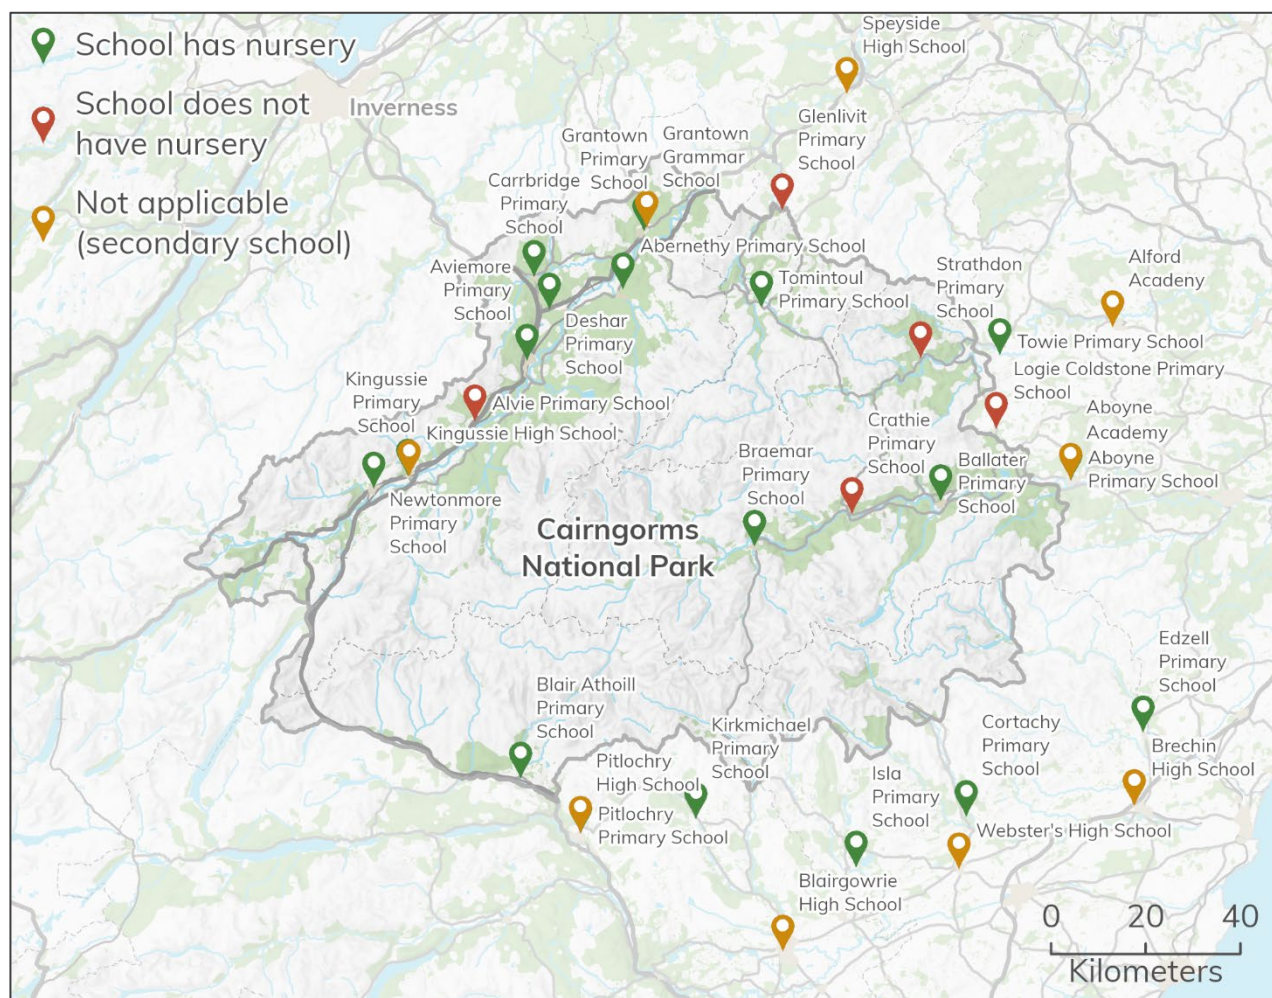 School has nursery
School does not
have nursery
Not applicable
(secondary school)
Inverness
Speyside
High School
Glenlivit
Primary
School
Grantown
Primary
School
Grantown
Grammar
School
Carrbridge
Primary
School
Abernethy Primary School
Aviemore
Primary
School
Tomintoul
Primary School
Strathdon
Primary
School
Alford
Acadeny
Deshar
Primary
School
Towie Primary School
Logie Coldstone Primary
School
Kingussie
Primary
School
Alvie Primary School
Kingussie High School
Crathie
Primary
School
Aboyne
Academy
Aboyne
Primary School
Braemar
Primary
School
Ballater
Primary
School
Newtonmore
Primary
School
Cairngorms
National Park
Edzell
Primary
School
Blair Athoill
Primary
School
Kirkmichael
Primary
School
Cortachy
Primary
School
Brechin
High School
Pitlochry
High School
Pitlochry
Primary School
Isla
Primary
School
Webster's High School
Blairgowrie
High School
0 20 40
Kilometers